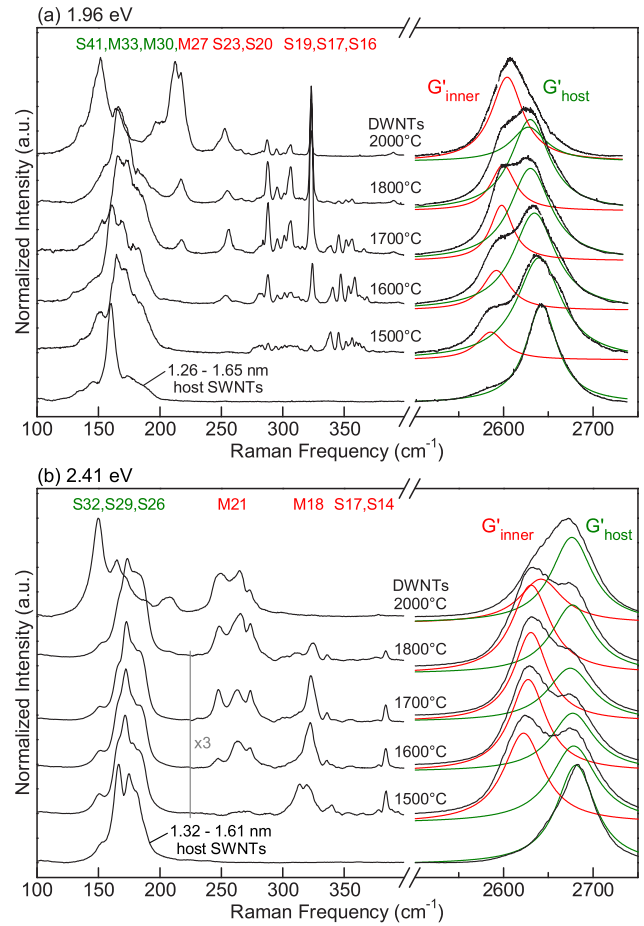 (a) 1.96 eV
S41,M33,M30,M27 S23,S20 S19,S17,S16
G'inner
G'host
DWNTs
2000°C
1800°C
1700°C
1600°C
1500°C
1.26 - 1.65 nm
host SWNTs
Normalized Intensity (a.u.)
100 150 200 250 300 350 2600 2700
Raman Frequency (cm-1)
(b) 2.41 eV
S32,S29,S26 M21 M18 S17,S14
G'inner
G'host
DWNTs
2000°C
1800°C
1700°C
x3
1600°C
1500°C
1.32 - 1.61 nm
host SWNTs
Normalized Intensity (a.u.)
100 150 200 250 300 350 2600 2700
Raman Frequency (cm-1)